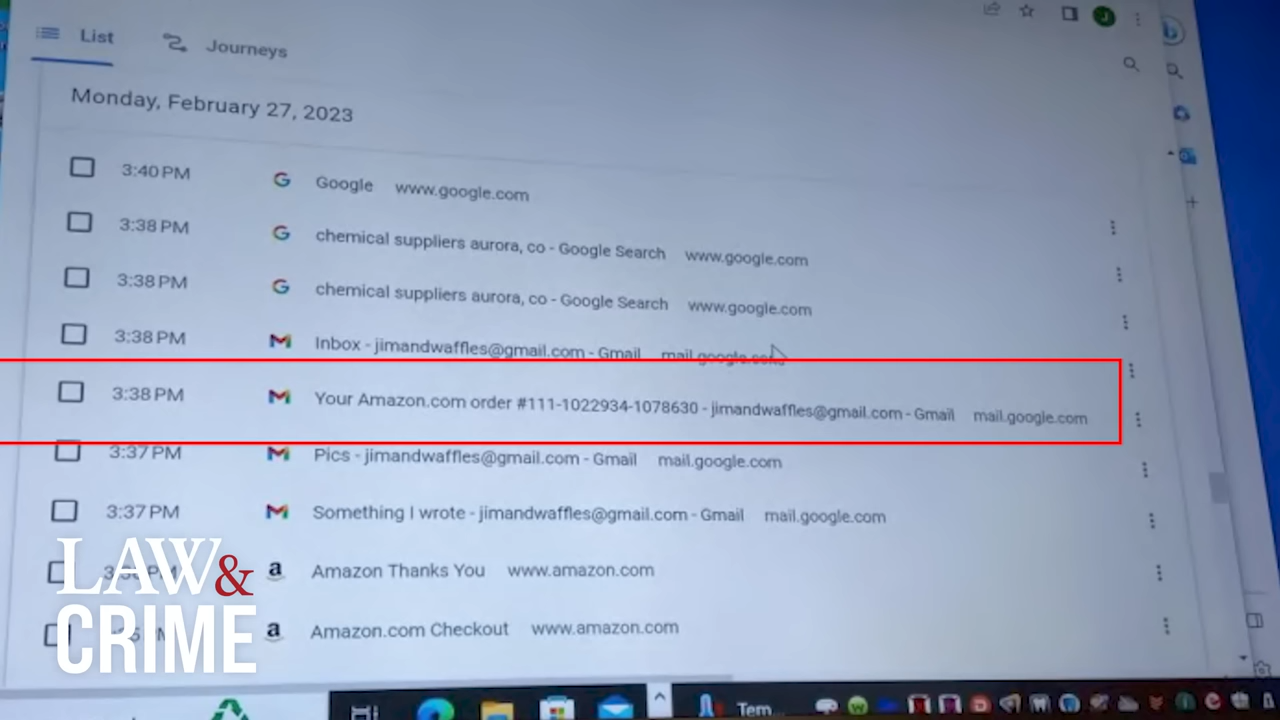 List Journeys
Monday, February 27, 2023
3:40 PM Google www.google.com
3:38 PM chemical suppliers aurora, co - Google Search www.google.com
3:38 PM chemical suppliers aurora, co - Google Search www.google.com
3:38 PM Inbox - jimandwaffles@gmail.com - Gmail mail.google.com
3:38 PM Your Amazon.com order #111-1022934-1078630 - jimandwaffles@gmail.com - Gmail mail.google.com
3:37 PM Pics - jimandwaffles@gmail.com - Gmail mail.google.com
3:37 PM Something I wrote - jimandwaffles@gmail.com - Gmail mail.google.com
Amazon Thanks You www.amazon.com
Amazon.com Checkout www.amazon.com
LAW&
CRIME
Tem...